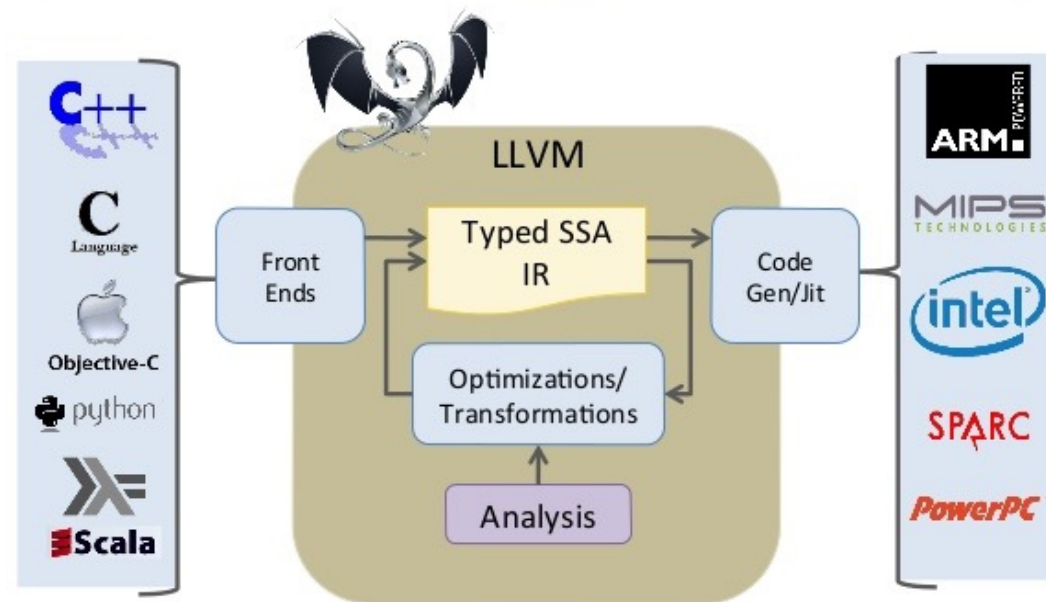 C++
C
Language
Objective-C
python
Scala
LLVM
Front
Ends
Typed SSA
IR
Code
Gen/Jit
Optimizations/
Transformations
Analysis
ARM
POWERED
MIPS
TECHNOLOGIES
intel
SPARC
PowerPC